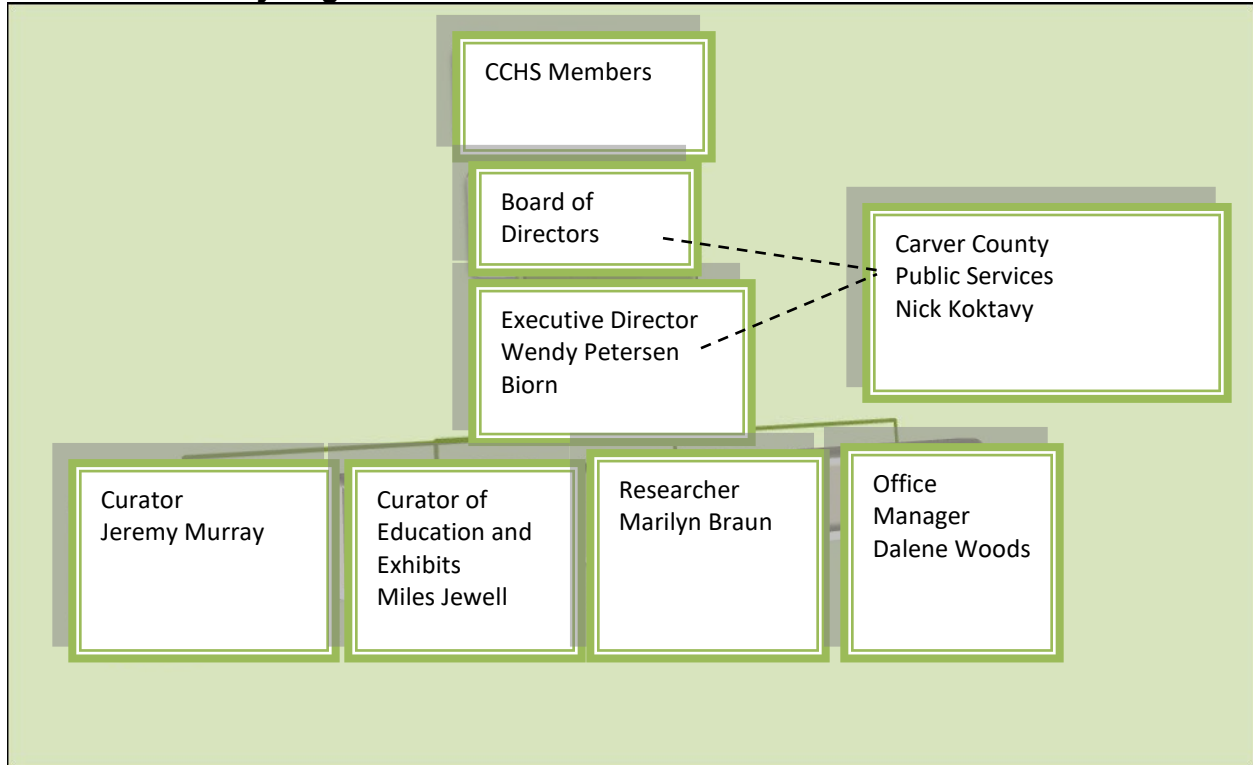 CCHS Members
Board of
Directors
Carver County
Public Services
Nick Koktavy
Executive Director
Wendy Petersen
Biorn
Curator
Jeremy Murray
Curator of
Education and
Exhibits
Miles Jewell
Researcher
Marilyn Braun
Office
Manager
Dalene Woods